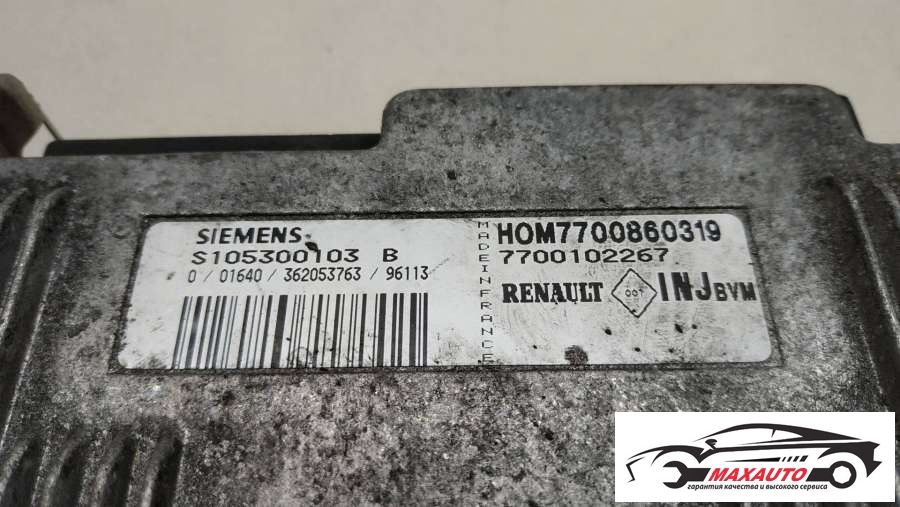 SIEMENS
S105300103 B
0 / 01640 / 362053763 / 96113
MADE IN FRANCE
HOM7700860319
7700102267
RENAULT 001 INJ BVM
MAXAUTO
гарантия качества и высокого сервиса